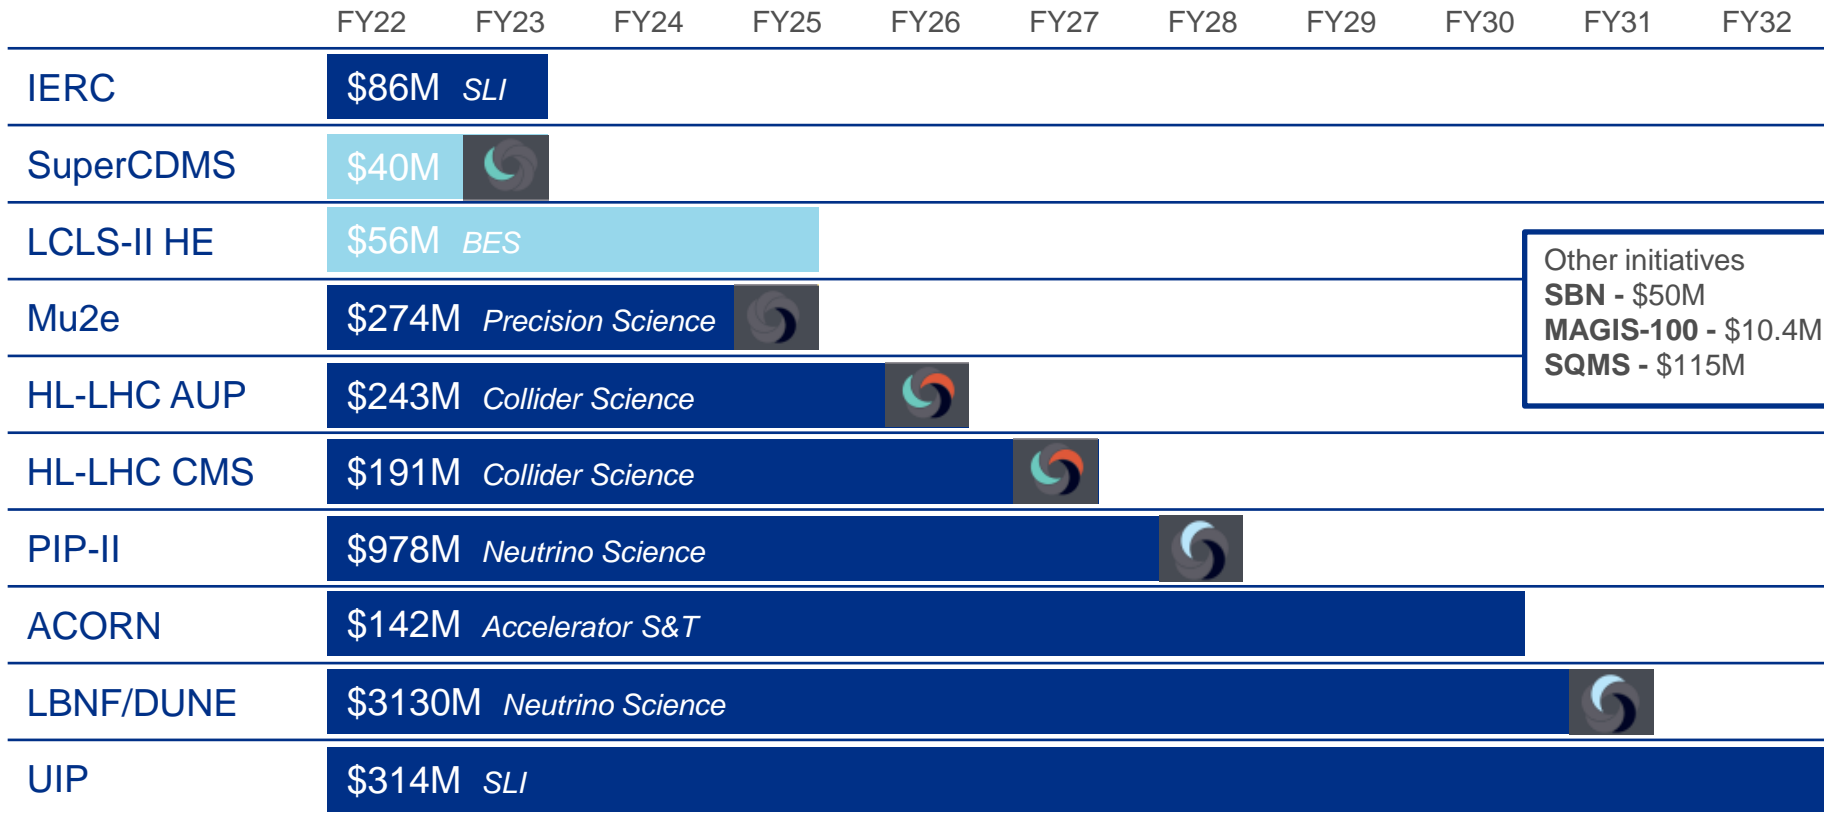 FY22 FY23 FY24 FY25 FY26 FY27 FY28 FY29 FY30 FY31 FY32
IERC $86M SLI
SuperCDMS $40M
LCLS-II HE $56M BES
Mu2e $274M Precision Science
HL-LHC AUP $243M Collider Science
HL-LHC CMS $191M Collider Science
PIP-II $978M Neutrino Science
ACORN $142M Accelerator S&T
LBNF/DUNE $3130M Neutrino Science
UIP $314M SLI
Other initiatives
SBN - $50M
MAGIS-100 - $10.4M
SQMS - $115M